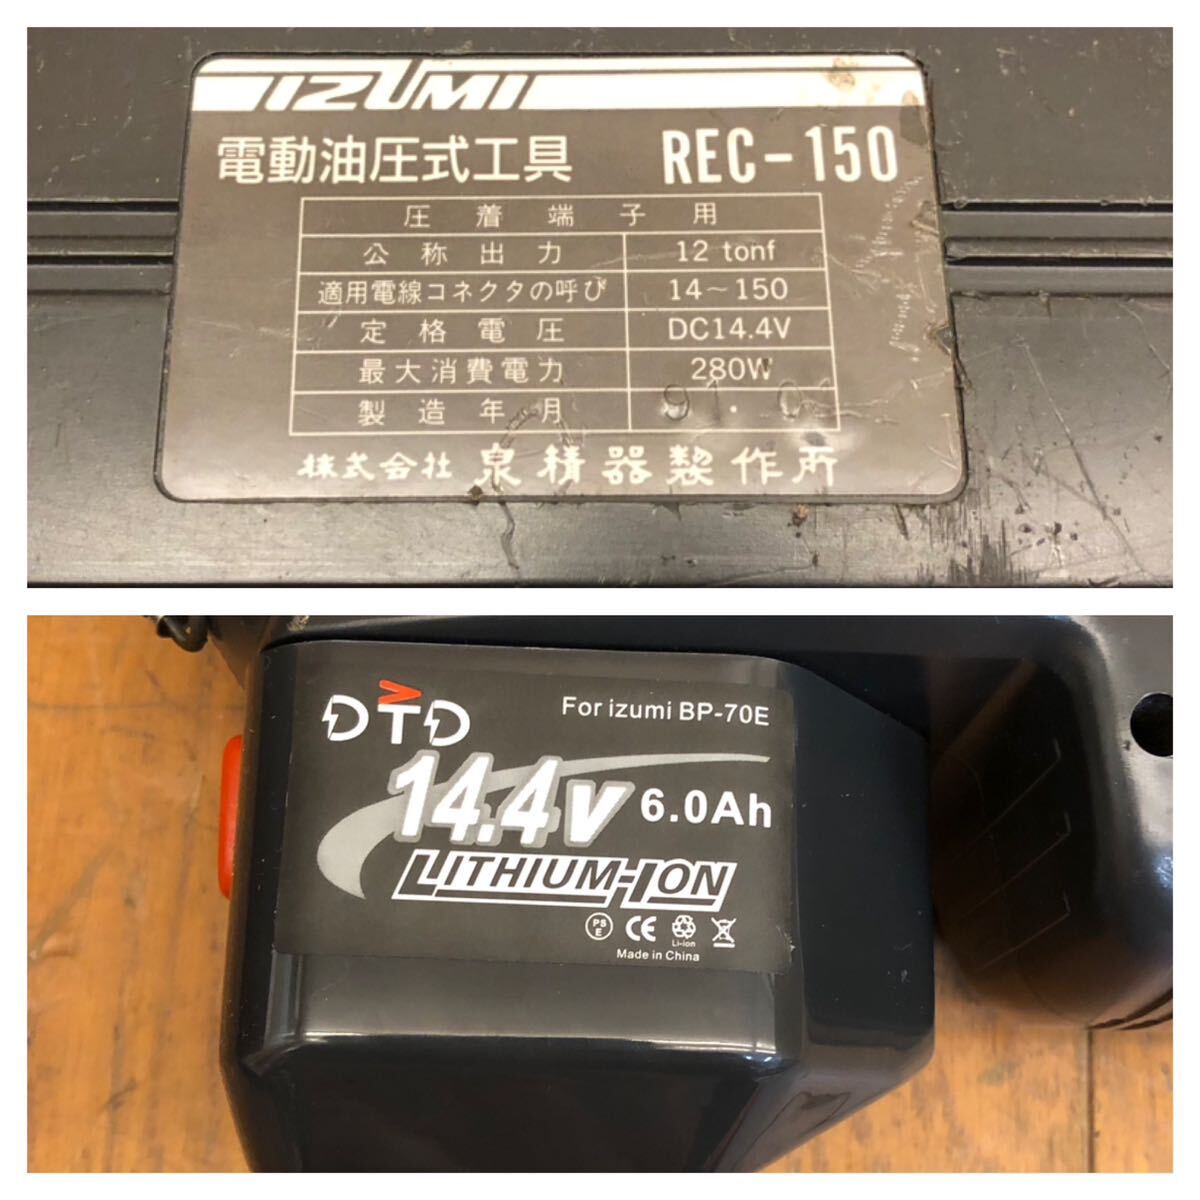 IZUMI
電動油圧式工具 REC-150
圧着端子用
公称出力 12 tonf
適用電線コネクタの呼び 14～150
定格電圧 DC14.4V
最大消費電力 280W
製造年月 91.0
株式会社 泉精器製作所
DTD
For izumi BP-70E
14.4V 6.0Ah
LITHIUM-ION
PS
E
CE
Li-ion
Made in China